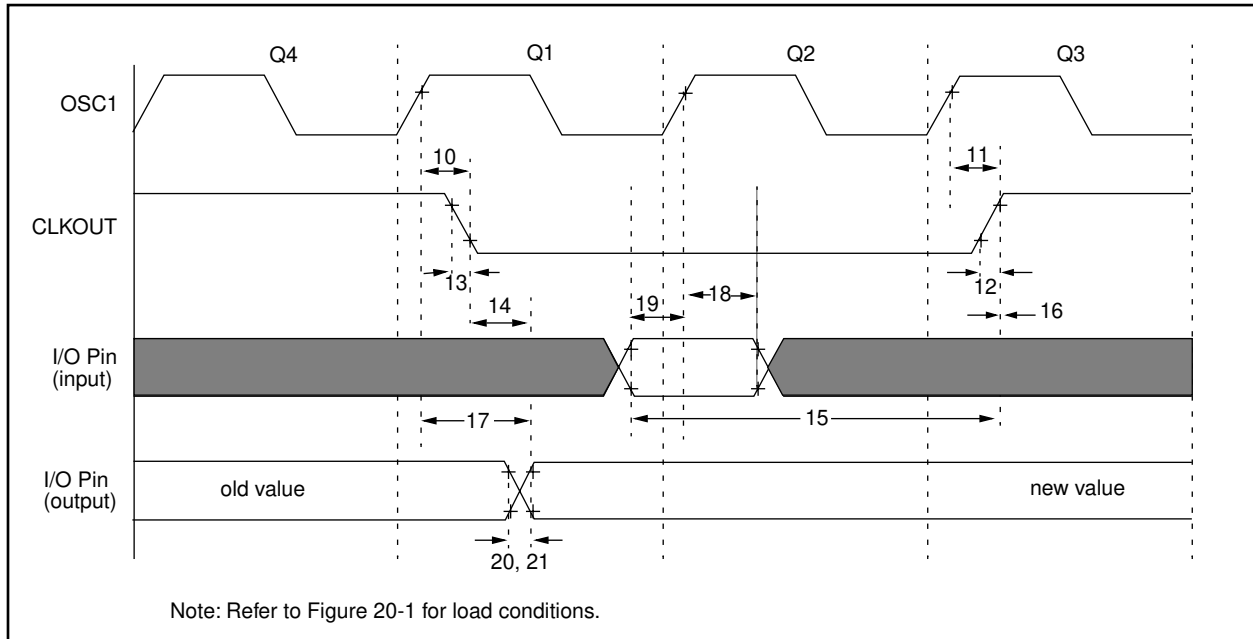 Q4 Q1 Q2 Q3
OSC1
10 11
CLKOUT
13 12
14 19 18 16
I/O Pin
(input)
17 15
I/O Pin
(output)
old value new value
20, 21
Note: Refer to Figure 20-1 for load conditions.